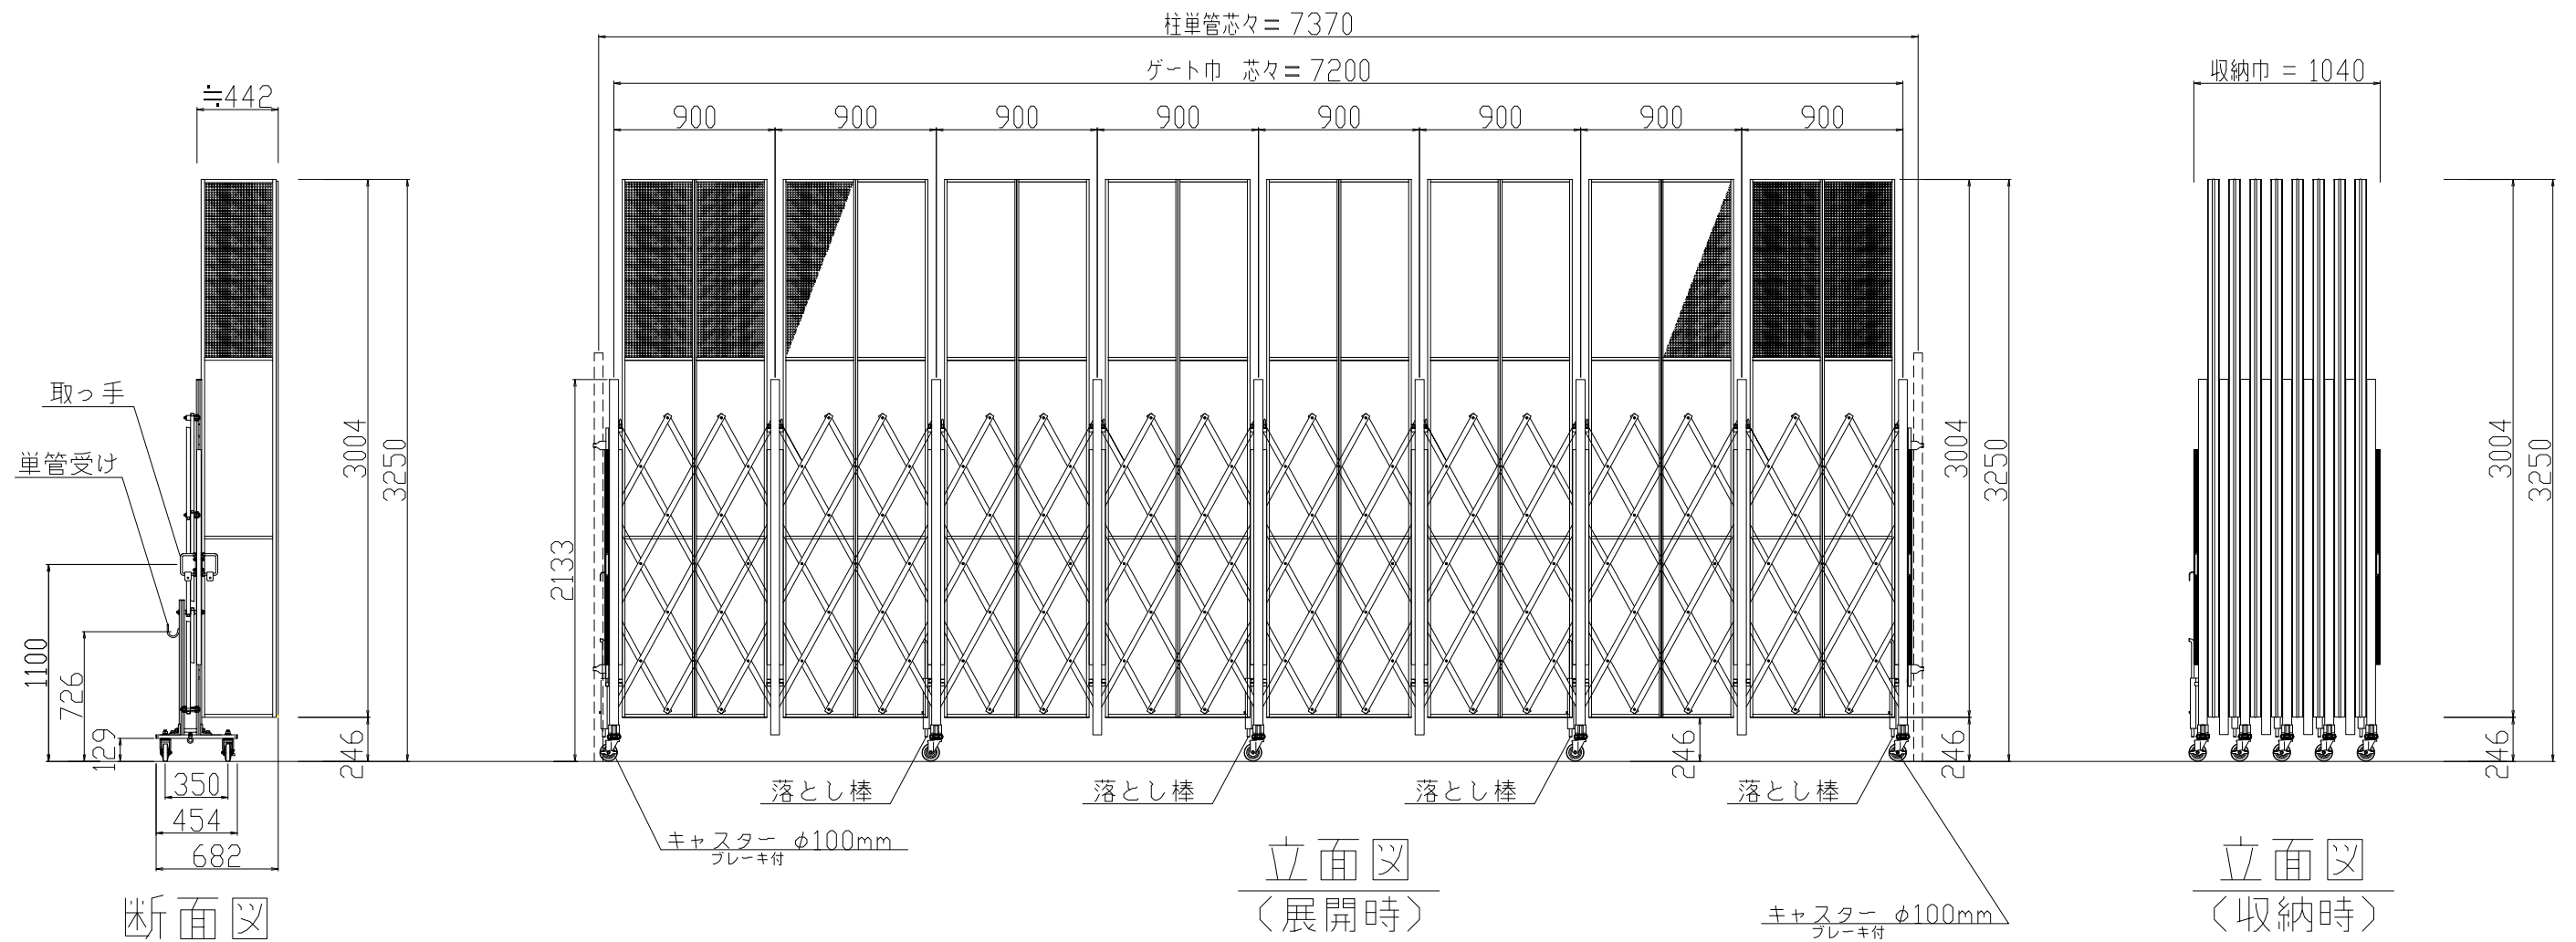 ≒442
取っ手
単管受け
3004
3250
1100
726
129
246
350
454
682
断面図
柱単管芯々＝7370
ゲート巾 芯々＝7200
900 900 900 900 900 900 900 900
2133
3004
3250
246
246
落とし棒
落とし棒
落とし棒
落とし棒
キャスター φ100mm
ブレーキ付
立面図
(展開時)
キャスター φ100mm
ブレーキ付
収納巾 = 1040
3004
3250
246
立面図
(収納時)